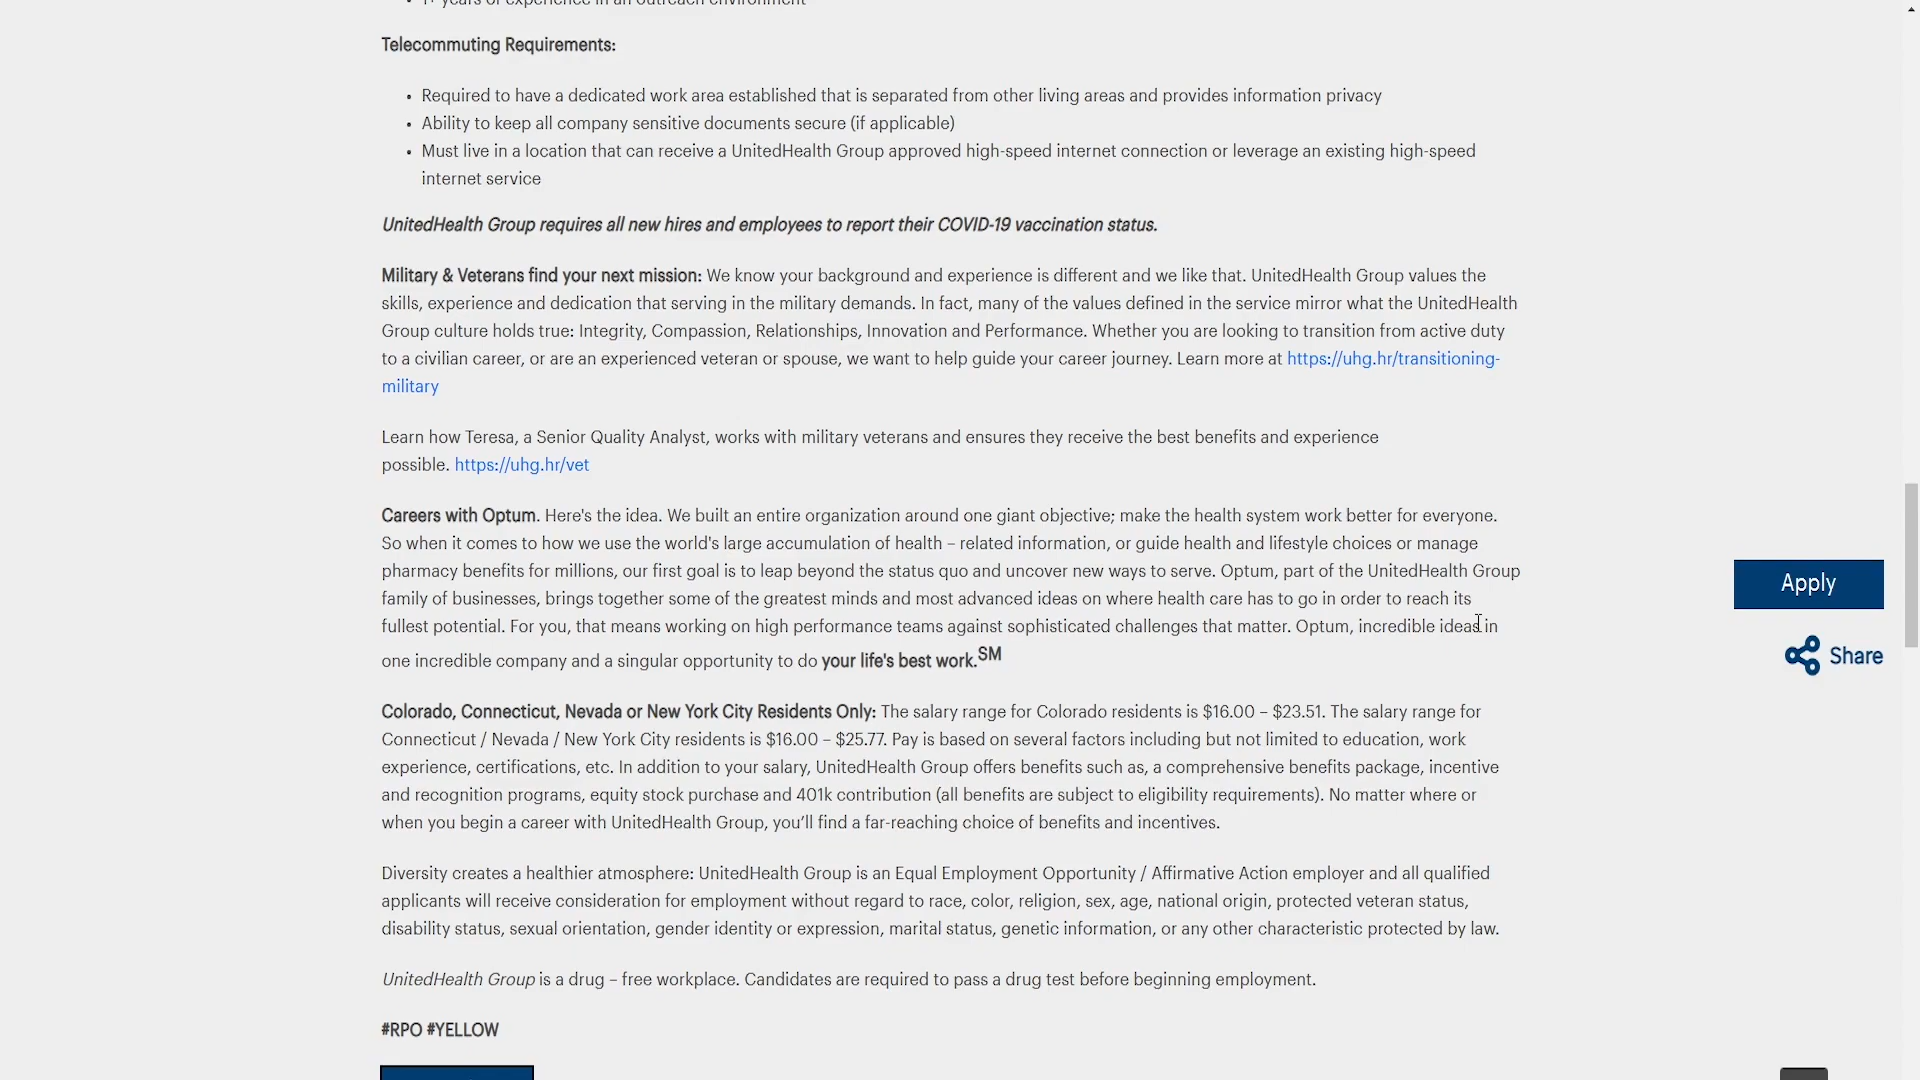 1+ years of experience in an outreach environment
Telecommuting Requirements:
• Required to have a dedicated work area established that is separated from other living areas and provides information privacy
• Ability to keep all company sensitive documents secure (if applicable)
• Must live in a location that can receive a UnitedHealth Group approved high-speed internet connection or leverage an existing high-speed
internet service
UnitedHealth Group requires all new hires and employees to report their COVID-19 vaccination status.
Military & Veterans find your next mission: We know your background and experience is different and we like that. UnitedHealth Group values the
skills, experience and dedication that serving in the military demands. In fact, many of the values defined in the service mirror what the UnitedHealth
Group culture holds true: Integrity, Compassion, Relationships, Innovation and Performance. Whether you are looking to transition from active duty
to a civilian career, or are an experienced veteran or spouse, we want to help guide your career journey. Learn more at https://uhg.hr/transitioning-
military
Learn how Teresa, a Senior Quality Analyst, works with military veterans and ensures they receive the best benefits and experience
possible. https://uhg.hr/vet
Careers with Optum. Here's the idea. We built an entire organization around one giant objective; make the health system work better for everyone.
So when it comes to how we use the world's large accumulation of health – related information, or guide health and lifestyle choices or manage
pharmacy benefits for millions, our first goal is to leap beyond the status quo and uncover new ways to serve. Optum, part of the UnitedHealth Group
family of businesses, brings together some of the greatest minds and most advanced ideas on where health care has to go in order to reach its
fullest potential. For you, that means working on high performance teams against sophisticated challenges that matter. Optum, incredible ideas in
one incredible company and a singular opportunity to do your life's best work.SM
Apply
Share
Colorado, Connecticut, Nevada or New York City Residents Only: The salary range for Colorado residents is $16.00 – $23.51. The salary range for
Connecticut / Nevada / New York City residents is $16.00 – $25.77. Pay is based on several factors including but not limited to education, work
experience, certifications, etc. In addition to your salary, UnitedHealth Group offers benefits such as, a comprehensive benefits package, incentive
and recognition programs, equity stock purchase and 401k contribution (all benefits are subject to eligibility requirements). No matter where or
when you begin a career with UnitedHealth Group, you’ll find a far-reaching choice of benefits and incentives.
Diversity creates a healthier atmosphere: UnitedHealth Group is an Equal Employment Opportunity / Affirmative Action employer and all qualified
applicants will receive consideration for employment without regard to race, color, religion, sex, age, national origin, protected veteran status,
disability status, sexual orientation, gender identity or expression, marital status, genetic information, or any other characteristic protected by law.
UnitedHealth Group is a drug – free workplace. Candidates are required to pass a drug test before beginning employment.
#RPO #YELLOW